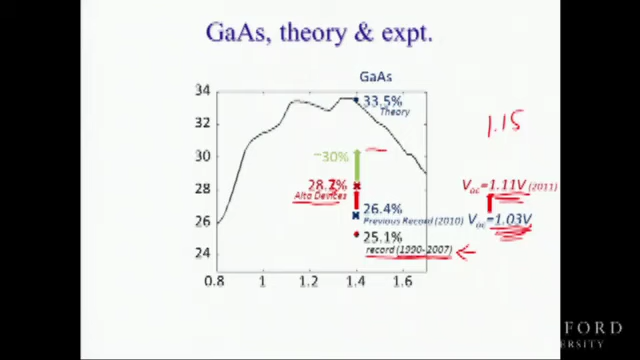 GaAs, theory & expt.
GaAs
34
33.5%
Theory
32
1.15
30
~30%
28
28.2%
Alta Devices
Voc=1.11V (2011)
26
26.4%
Previous Record (2010)
Voc=1.03V
25.1%
24
record (1990-2007)
0.8 1 1.2 1.4 1.6
FORD
ERSITY